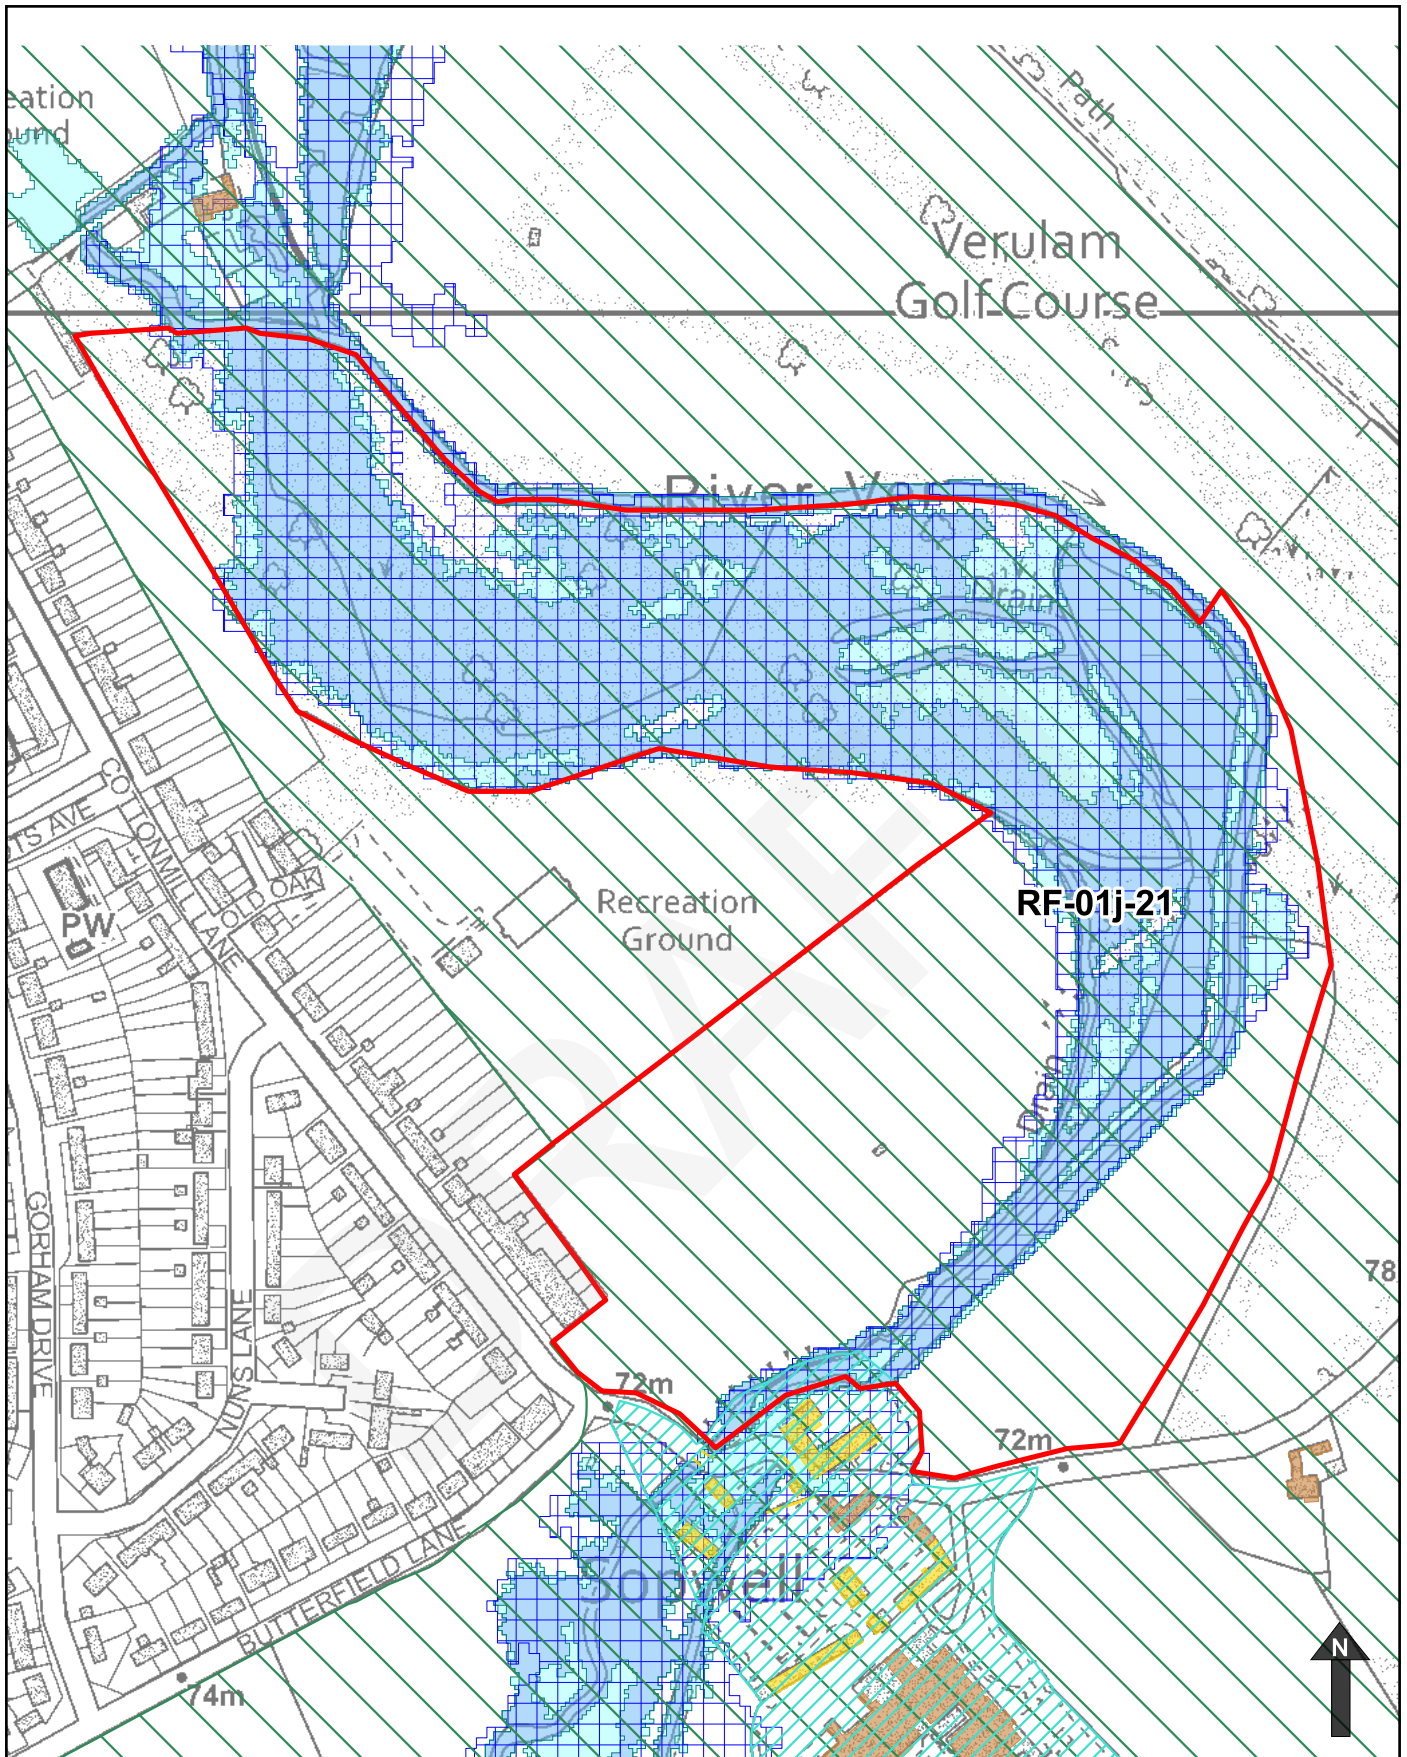 eation
ound
Path
Verulam
Golf Course
River Ver
Drain
COTTONMILL LANE
TS AVE
OAK
PW
Recreation
Ground
RF-01j-21
Drain
DRAFT
GORHAM DRIVE
NUNS LANE
72m
72m
78
BUTTERFIELD LANE
Sopwell
74m
N